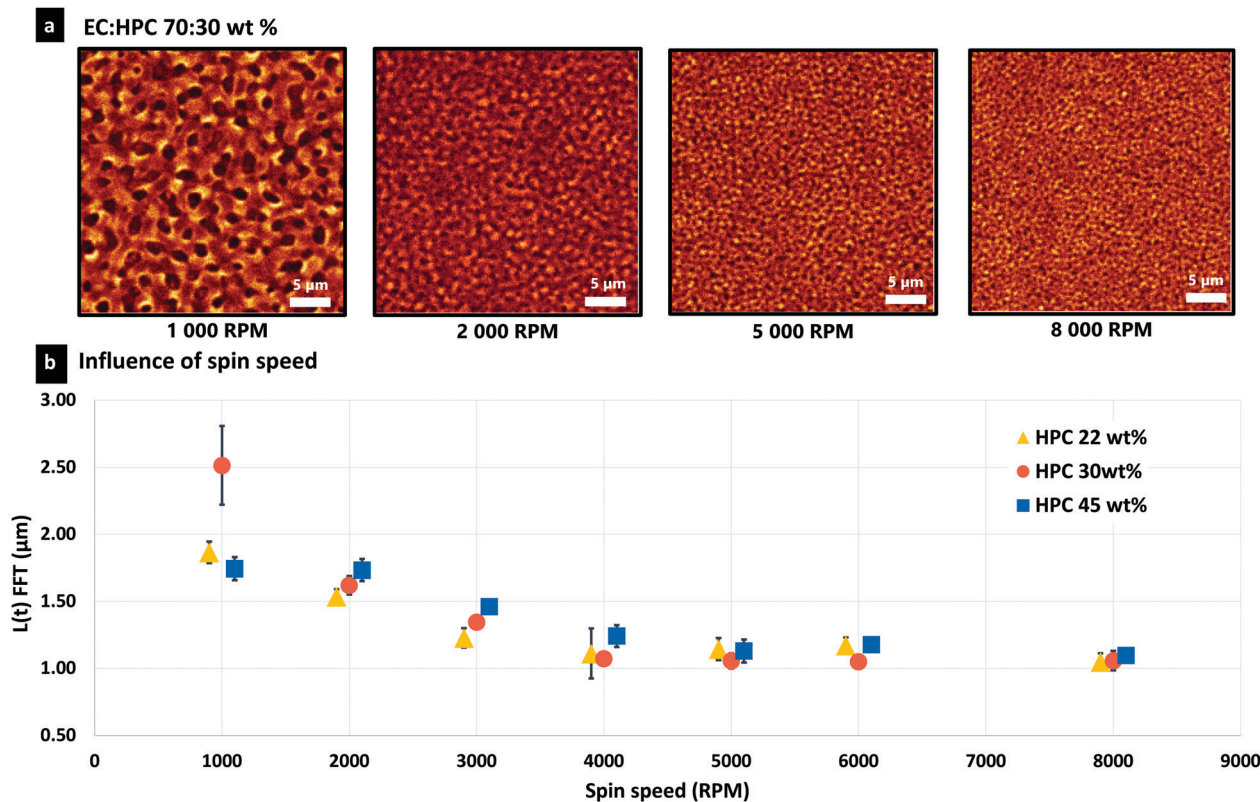 a EC:HPC 70:30 wt %
5 µm 5 µm 5 µm 5 µm
1 000 RPM 2 000 RPM 5 000 RPM 8 000 RPM
b Influence of spin speed
3.00
2.50
2.00
1.50
1.00
0.50
L(t) FFT (µm)
HPC 22 wt%
HPC 30wt%
HPC 45 wt%
0 1000 2000 3000 4000 5000 6000 7000 8000 9000
Spin speed (RPM)